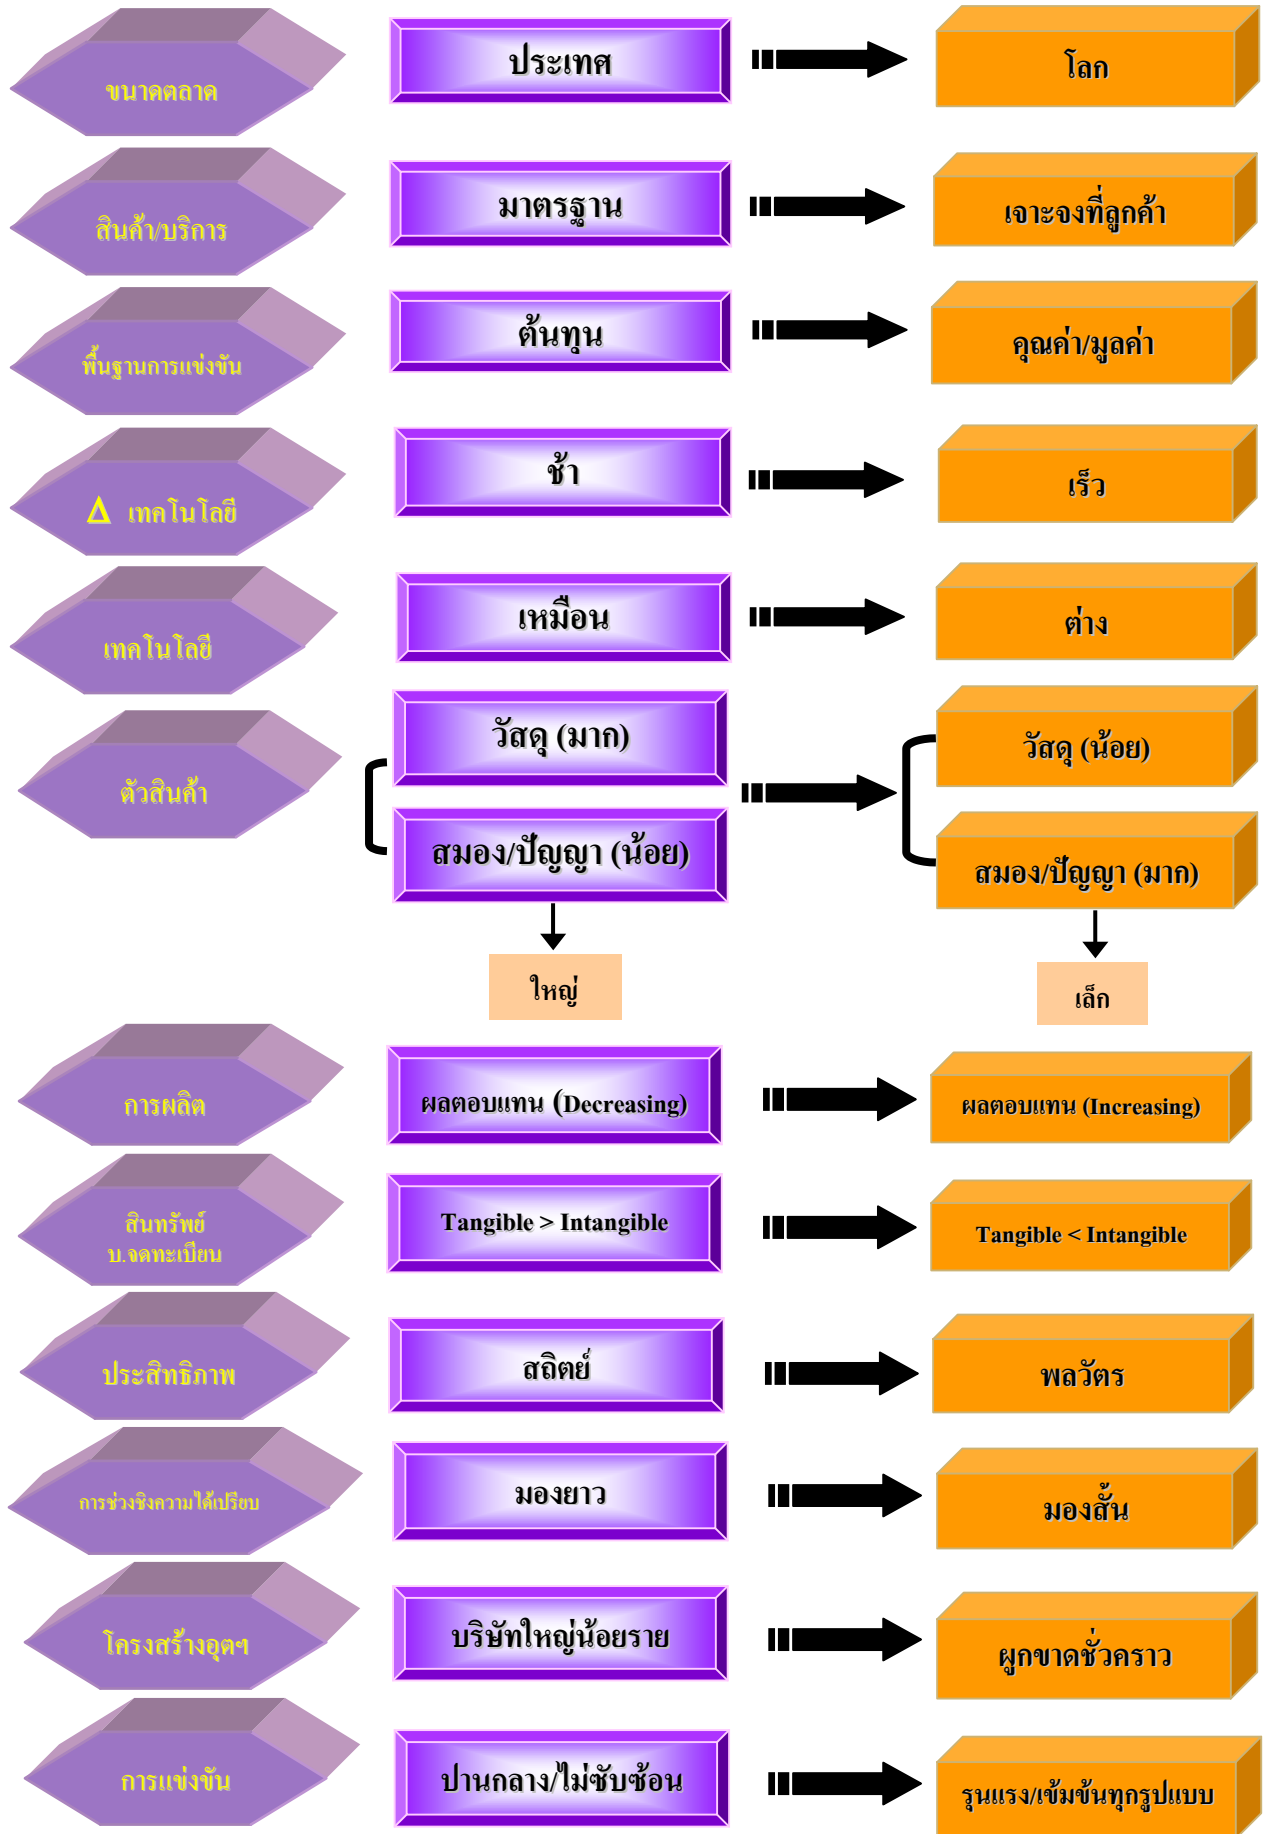 ขนาดตลาด
ประเทศ
โลก
สินค้า/บริการ
มาตรฐาน
เจาะจงที่ลูกค้า
พื้นฐานการแข่งขัน
ต้นทุน
คุณค่า/มูลค่า
Δ เทคโนโลยี
ช้า
เร็ว
เทคโนโลยี
เหมือน
ต่าง
ตัวสินค้า
วัสดุ (มาก)
สมอง/ปัญญา (น้อย)
วัสดุ (น้อย)
สมอง/ปัญญา (มาก)
ใหญ่
เล็ก
การผลิต
ผลตอบแทน (Decreasing)
ผลตอบแทน (Increasing)
สินทรัพย์
บ.จดทะเบียน
Tangible > Intangible
Tangible < Intangible
ประสิทธิภาพ
สถิตย์
พลวัตร
การช่วงชิงความได้เปรียบ
มองยาว
มองสั้น
โครงสร้างอุตฯ
บริษัทใหญ่น้อยราย
ผูกขาดชั่วคราว
การแข่งขัน
ปานกลาง/ไม่ซับซ้อน
รุนแรง/เข้มข้นทุกรูปแบบ